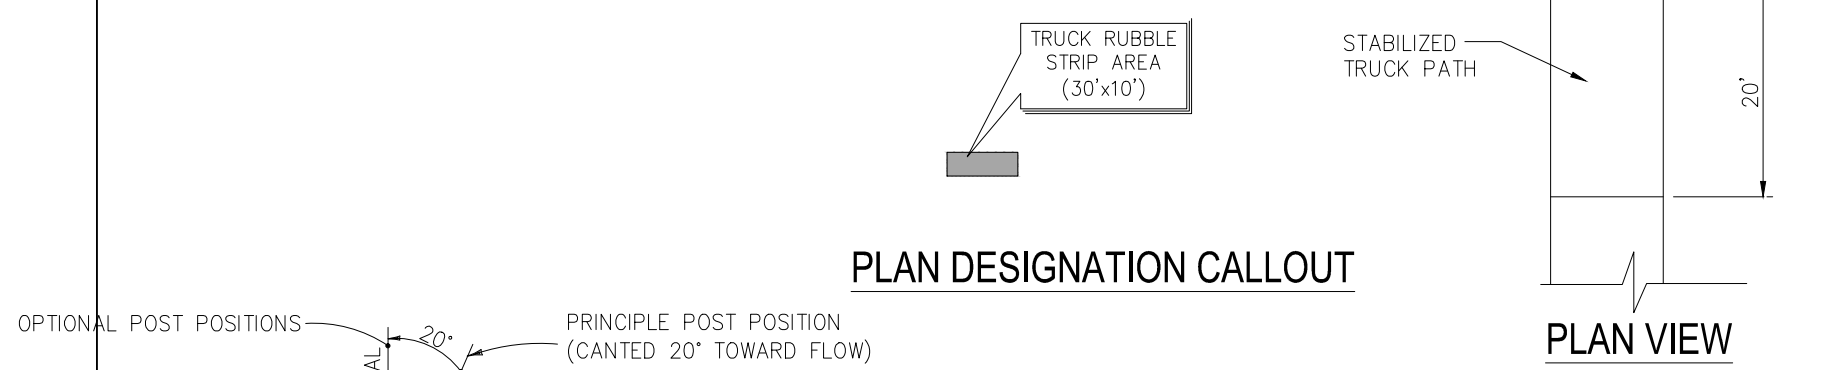 TRUCK RUBBLE
STRIP AREA
(30'x10')
STABILIZED
TRUCK PATH
20'
PLAN DESIGNATION CALLOUT
OPTIONAL POST POSITIONS
20°
PRINCIPLE POST POSITION
(CANTED 20° TOWARD FLOW)
PLAN VIEW